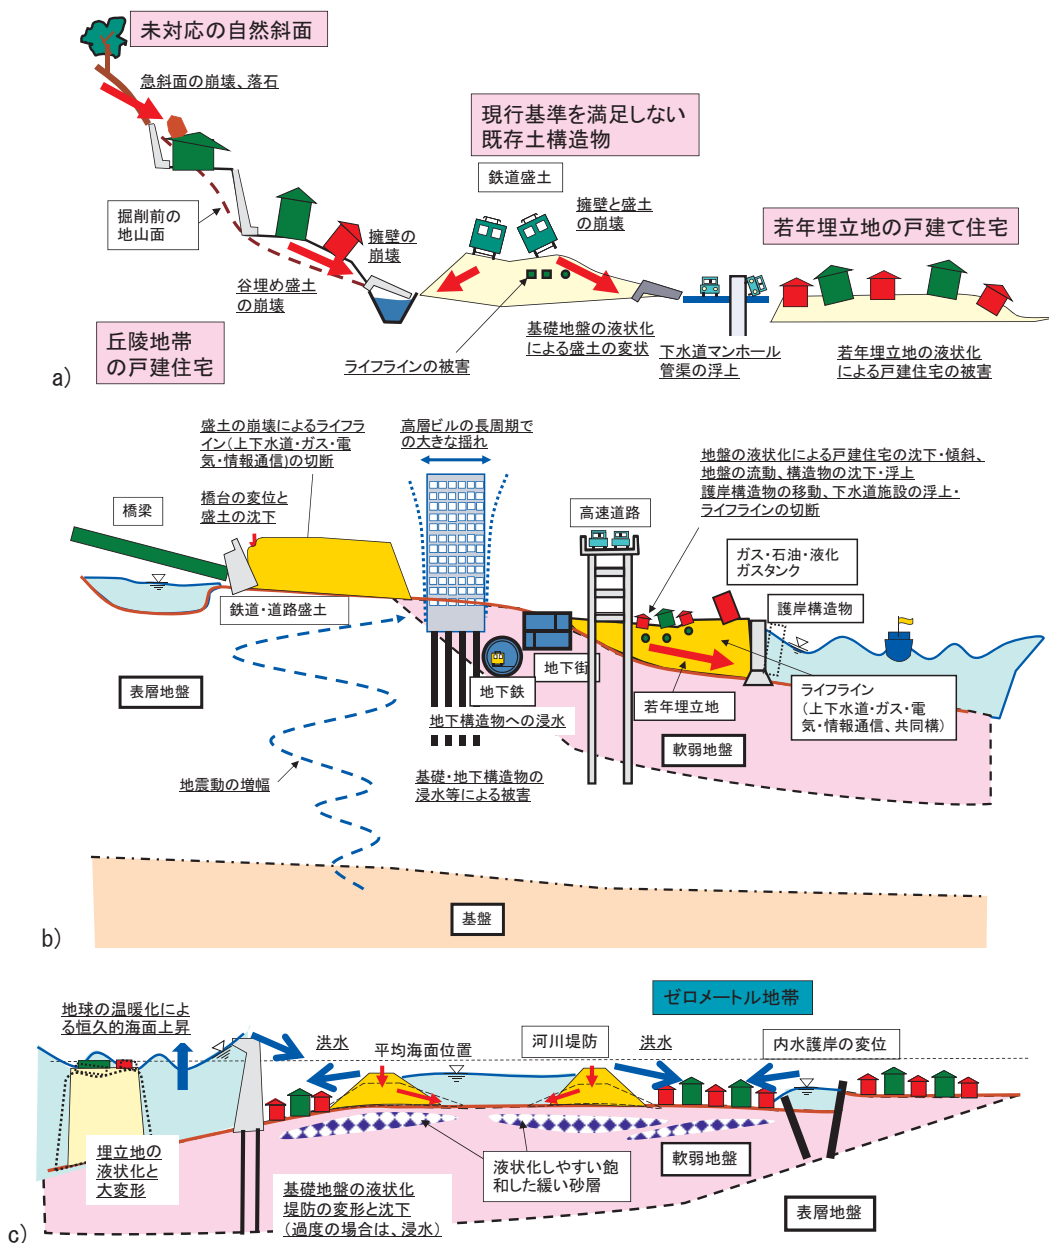 未対応の自然斜面
急斜面の崩壊、落石
現行基準を満足しない
既存土構造物
鉄道盛土
擁壁と盛土
の崩壊
掘削前の
地山面
擁壁の
崩壊
若年埋立地の戸建て住宅
谷埋め盛土
の崩壊
丘陵地帯
の戸建住宅
ライフラインの被害
基礎地盤の液状化
による盛土の変状
下水道マンホール
管渠の浮上
若年埋立地の液状化
による戸建住宅の被害
a)
盛土の崩壊によるライフラ
イン(上下水道・ガス・電
気・情報通信)の切断
高層ビルの長周期で
の大きな揺れ
地盤の液状化による戸建住宅の沈下・傾斜、
地盤の流動、構造物の沈下・浮上
護岸構造物の移動、下水道施設の浮上・
ライフラインの切断
橋梁
橋台の変位と
盛土の沈下
高速道路
ガス・石油・液化
ガスタンク
護岸構造物
鉄道・道路盛土
地下街
地下鉄
表層地盤
若年埋立地
ライフライン
(上下水道・ガス・電
気・情報通信、共同構)
地下構造物への浸水
軟弱地盤
地震動の増幅
基礎・地下構造物の
浸水等による被害
基盤
b)
ゼロメートル地帯
地球の温暖化によ
る恒久的海面上昇
洪水
平均海面位置
河川堤防
洪水
内水護岸の変位
埋立地の
液状化と
大変形
基礎地盤の液状化
堤防の変形と沈下
(過度の場合は、浸水)
液状化しやすい飽
和した緩い砂層
軟弱地盤
表層地盤
c)